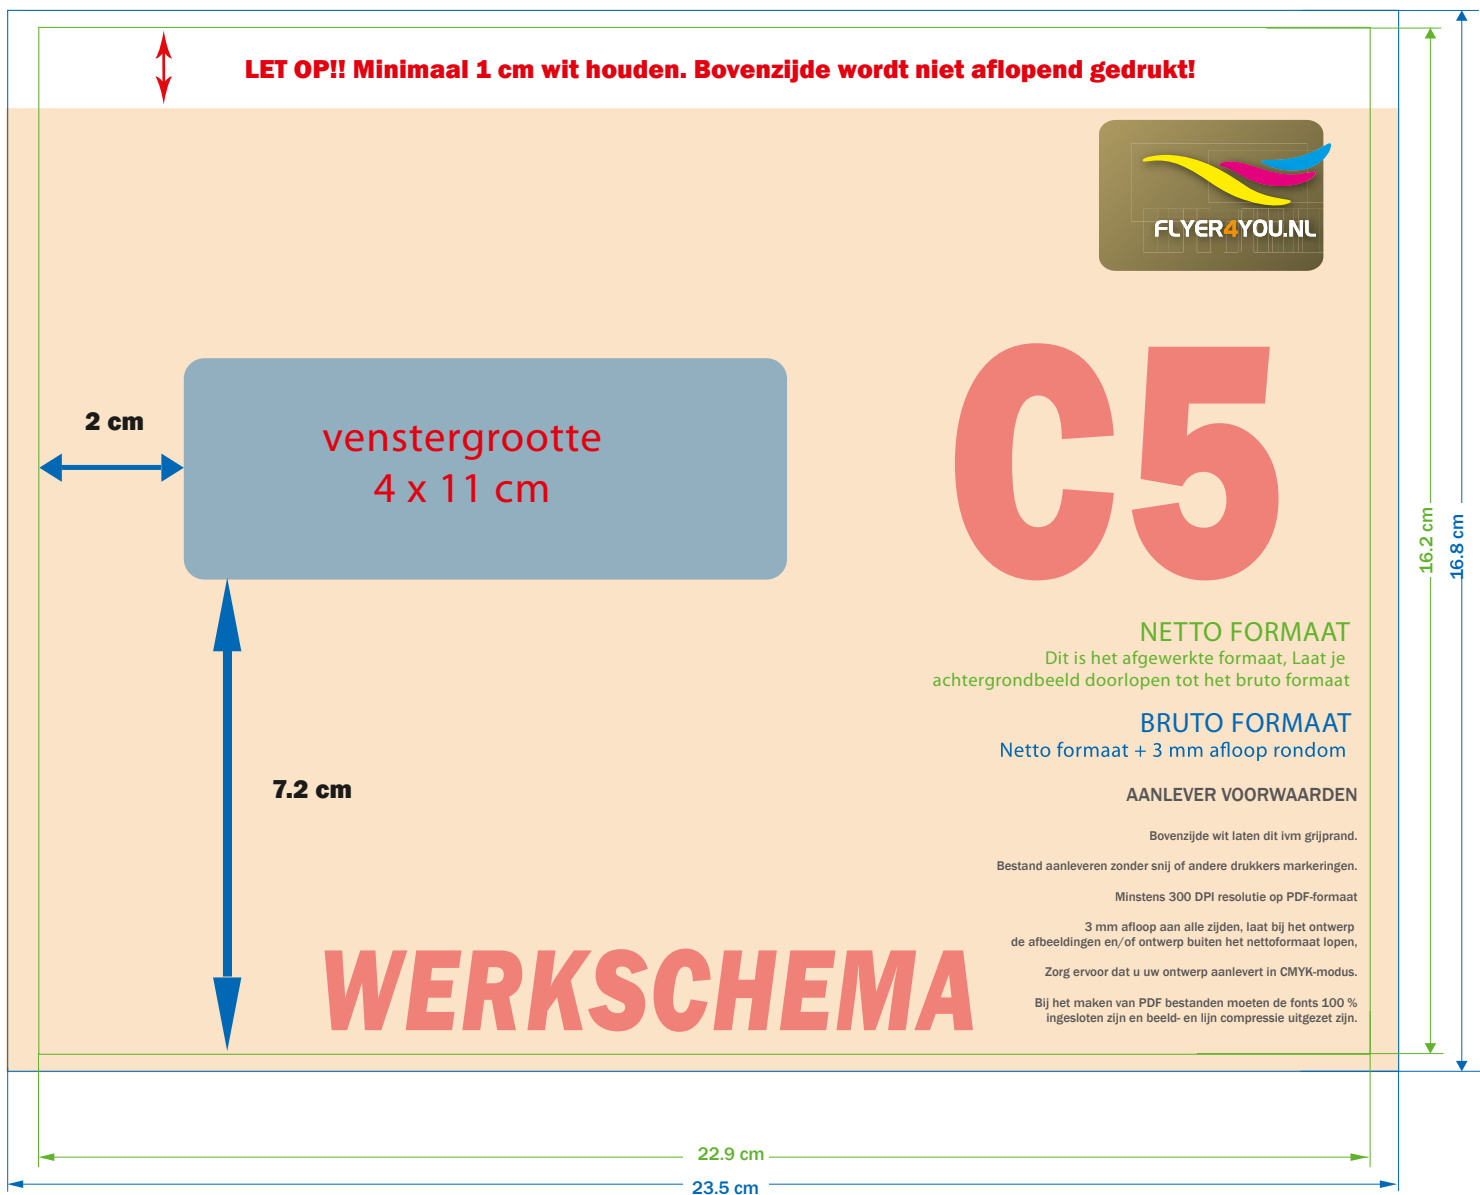 LET OP!! Minimaal 1 cm wit houden. Bovenzijde wordt niet aflopend gedrukt!
FLYER4YOU.NL
C5
2 cm
venstergrootte
4 x 11 cm
16.2 cm
16.8 cm
NETTO FORMAAT
Dit is het afgewerkte formaat, Laat je
achtergrondbeeld doorlopen tot het bruto formaat
BRUTO FORMAAT
Netto formaat + 3 mm afloop rondom
7.2 cm
AANLEVER VOORWAARDEN
Bovenzijde wit laten dit ivm grijprand.
Bestand aanleveren zonder snij of andere drukkers markeringen.
Minstens 300 DPI resolutie op PDF-formaat
3 mm afloop aan alle zijden, laat bij het ontwerp
de afbeeldingen en/of ontwerp buiten het nettoformaat lopen,
Zorg ervoor dat u uw ontwerp aanlevert in CMYK-modus.
Bij het maken van PDF bestanden moeten de fonts 100 %
ingesloten zijn en beeld- en lijn compressie uitgezet zijn.
WERKSCHEMA
22.9 cm
23.5 cm